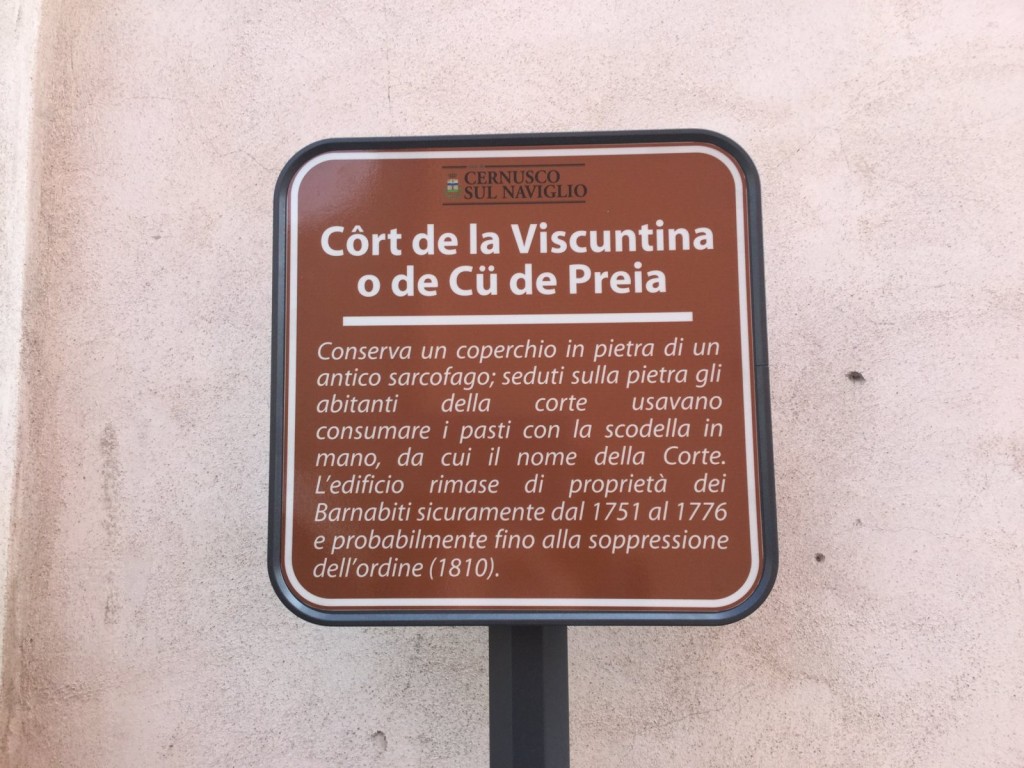 CERNUSCO
SUL NAVIGLIO
Côrt de la Viscuntina
o de Cü de Preia
Conserva un coperchio in pietra di un
antico sarcofago; seduti sulla pietra gli
abitanti della corte usavano
consumare i pasti con la scodella in
mano, da cui il nome della Corte.
L'edificio rimase di proprietà dei
Barnabiti sicuramente dal 1751 al 1776
e probabilmente fino alla soppressione
dell'ordine (1810).